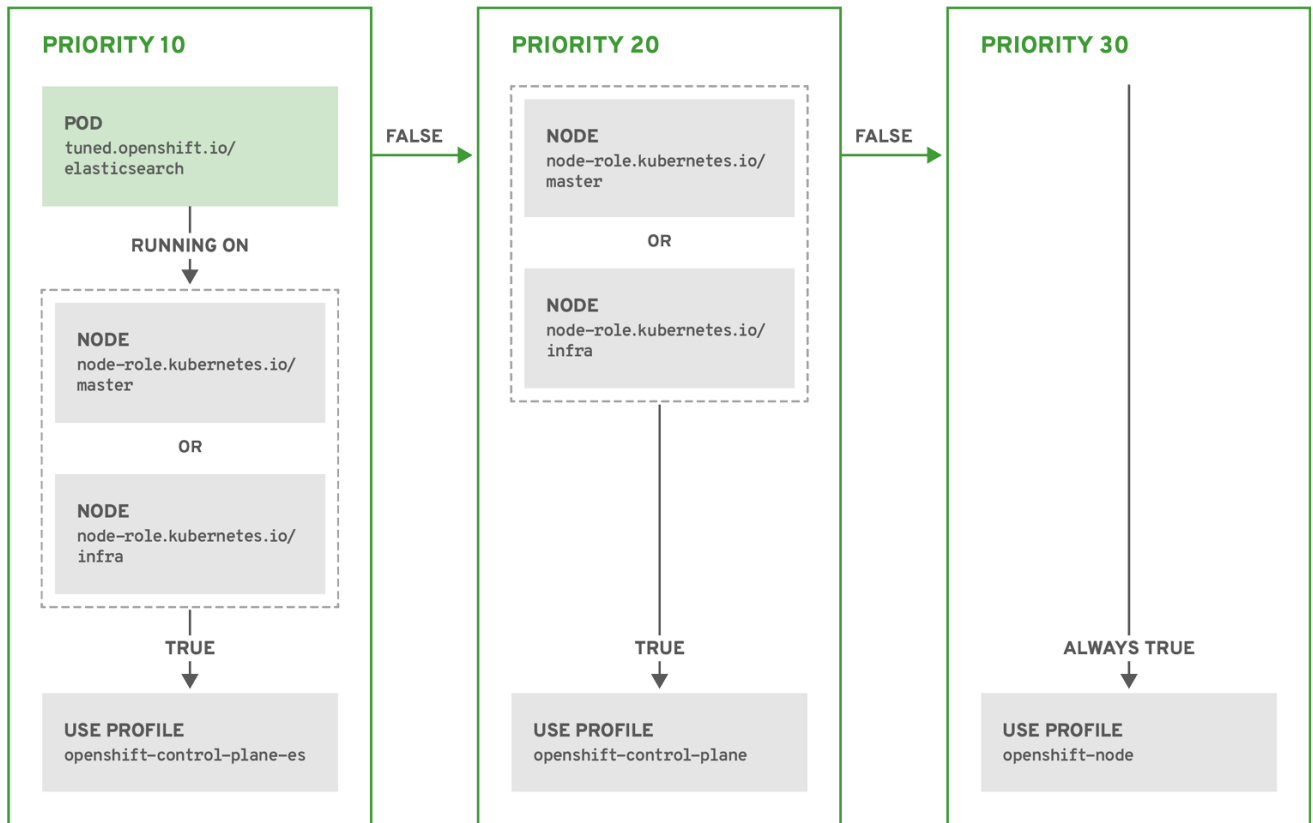 PRIORITY 10
POD
tuned.openshift.io/
elasticsearch
RUNNING ON
NODE
node-role.kubernetes.io/
master
OR
NODE
node-role.kubernetes.io/
infra
TRUE
USE PROFILE
openshift-control-plane-es
FALSE
PRIORITY 20
NODE
node-role.kubernetes.io/
master
OR
NODE
node-role.kubernetes.io/
infra
TRUE
USE PROFILE
openshift-control-plane
FALSE
PRIORITY 30
ALWAYS TRUE
USE PROFILE
openshift-node